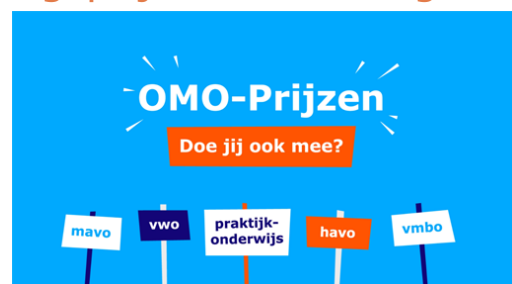 OMO-Prijzen
Doe jij ook mee?
mavo
vwo
praktijk-
onderwijs
havo
vmbo